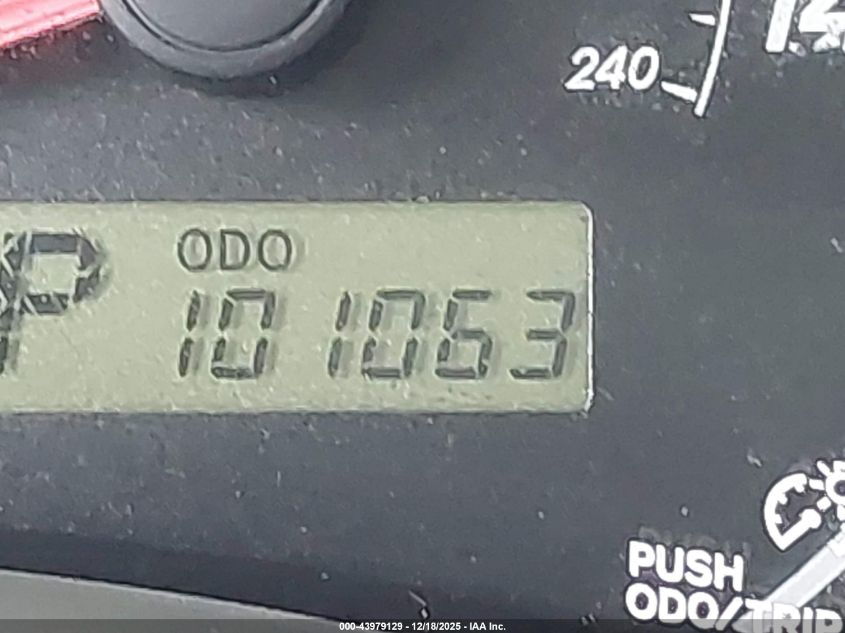 240
P
ODO
101063
PUSH
ODO/TRIP
000-43979129 - 12/18/2025 - IAA Inc.